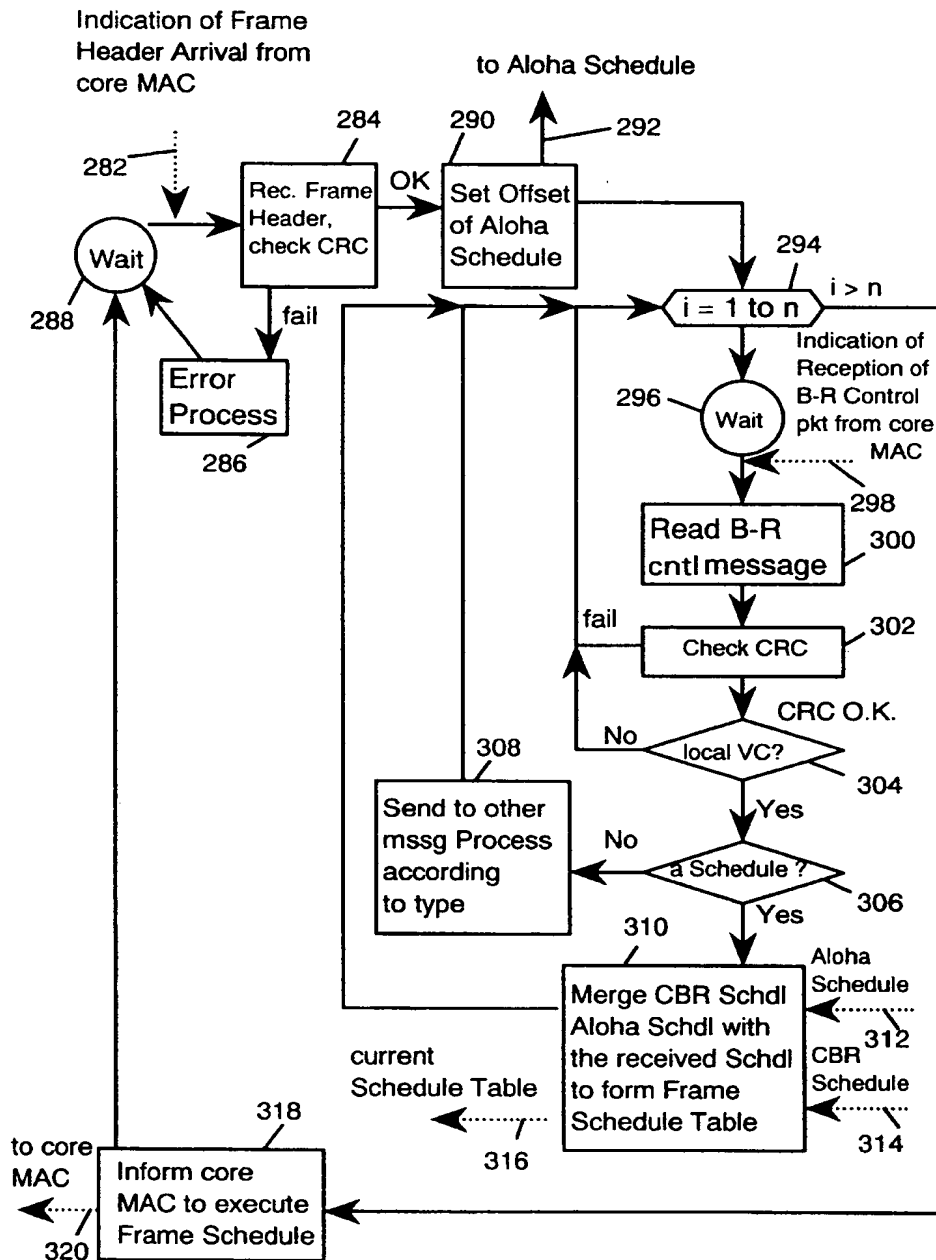 Indication of Frame
Header Arrival from
core MAC
to Aloha Schedule
282
284
290
292
Rec. Frame
Header,
check CRC
OK
Set Offset
of Aloha
Schedule
Wait
288
fail
Error
Process
286
294
i = 1 to n
i > n
Indication of
Reception of
B-R Control
pkt from core
MAC
296
Wait
298
Read B-R
cntl message
300
fail
Check CRC
302
CRC O.K.
No
local VC?
304
Yes
308
Send to other
mssg Process
according
to type
No
a Schedule ?
306
Yes
310
Merge CBR Schdl
Aloha Schdl with
the received Schdl
to form Frame
Schedule Table
Aloha
Schedule
312
CBR
Schedule
314
current
Schedule Table
316
318
to core
MAC
Inform core
MAC to execute
Frame Schedule
320